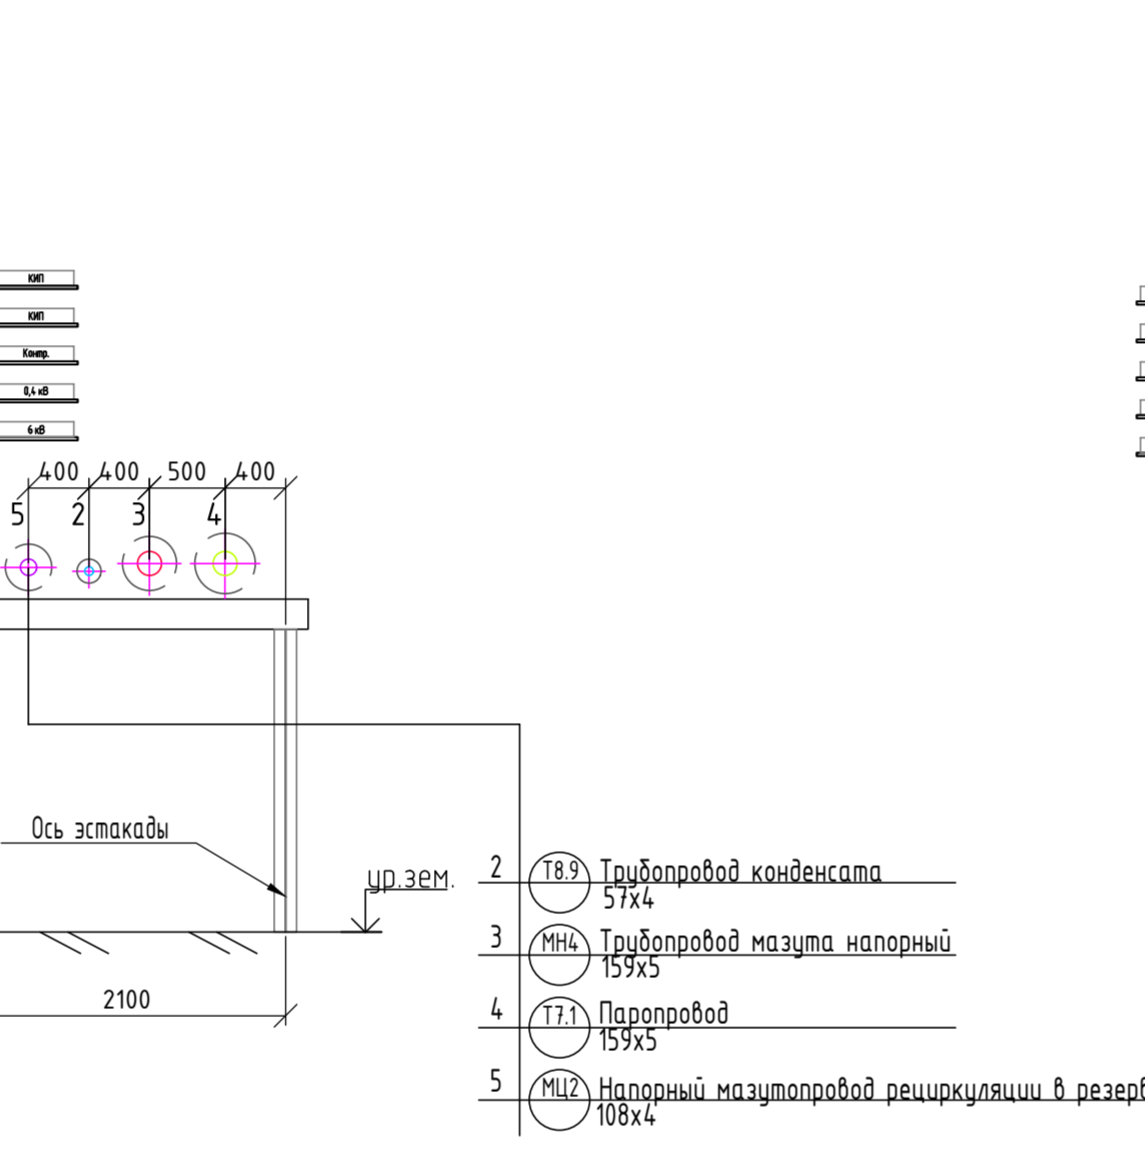 КИП
КИП
Контр.
0,4 кВ
6 кВ
400 400 500 400
5 2 3 4
Ось эстакады
ур.зем.
2100
2 Т8.9 Трубопровод конденсата
57х4
3 МН4 Трубопровод мазута напорный
159х5
4 Т7.1 Паропровод
159х5
5 МЦ2 Напорный мазутопровод рециркуляции в резерв
108х4